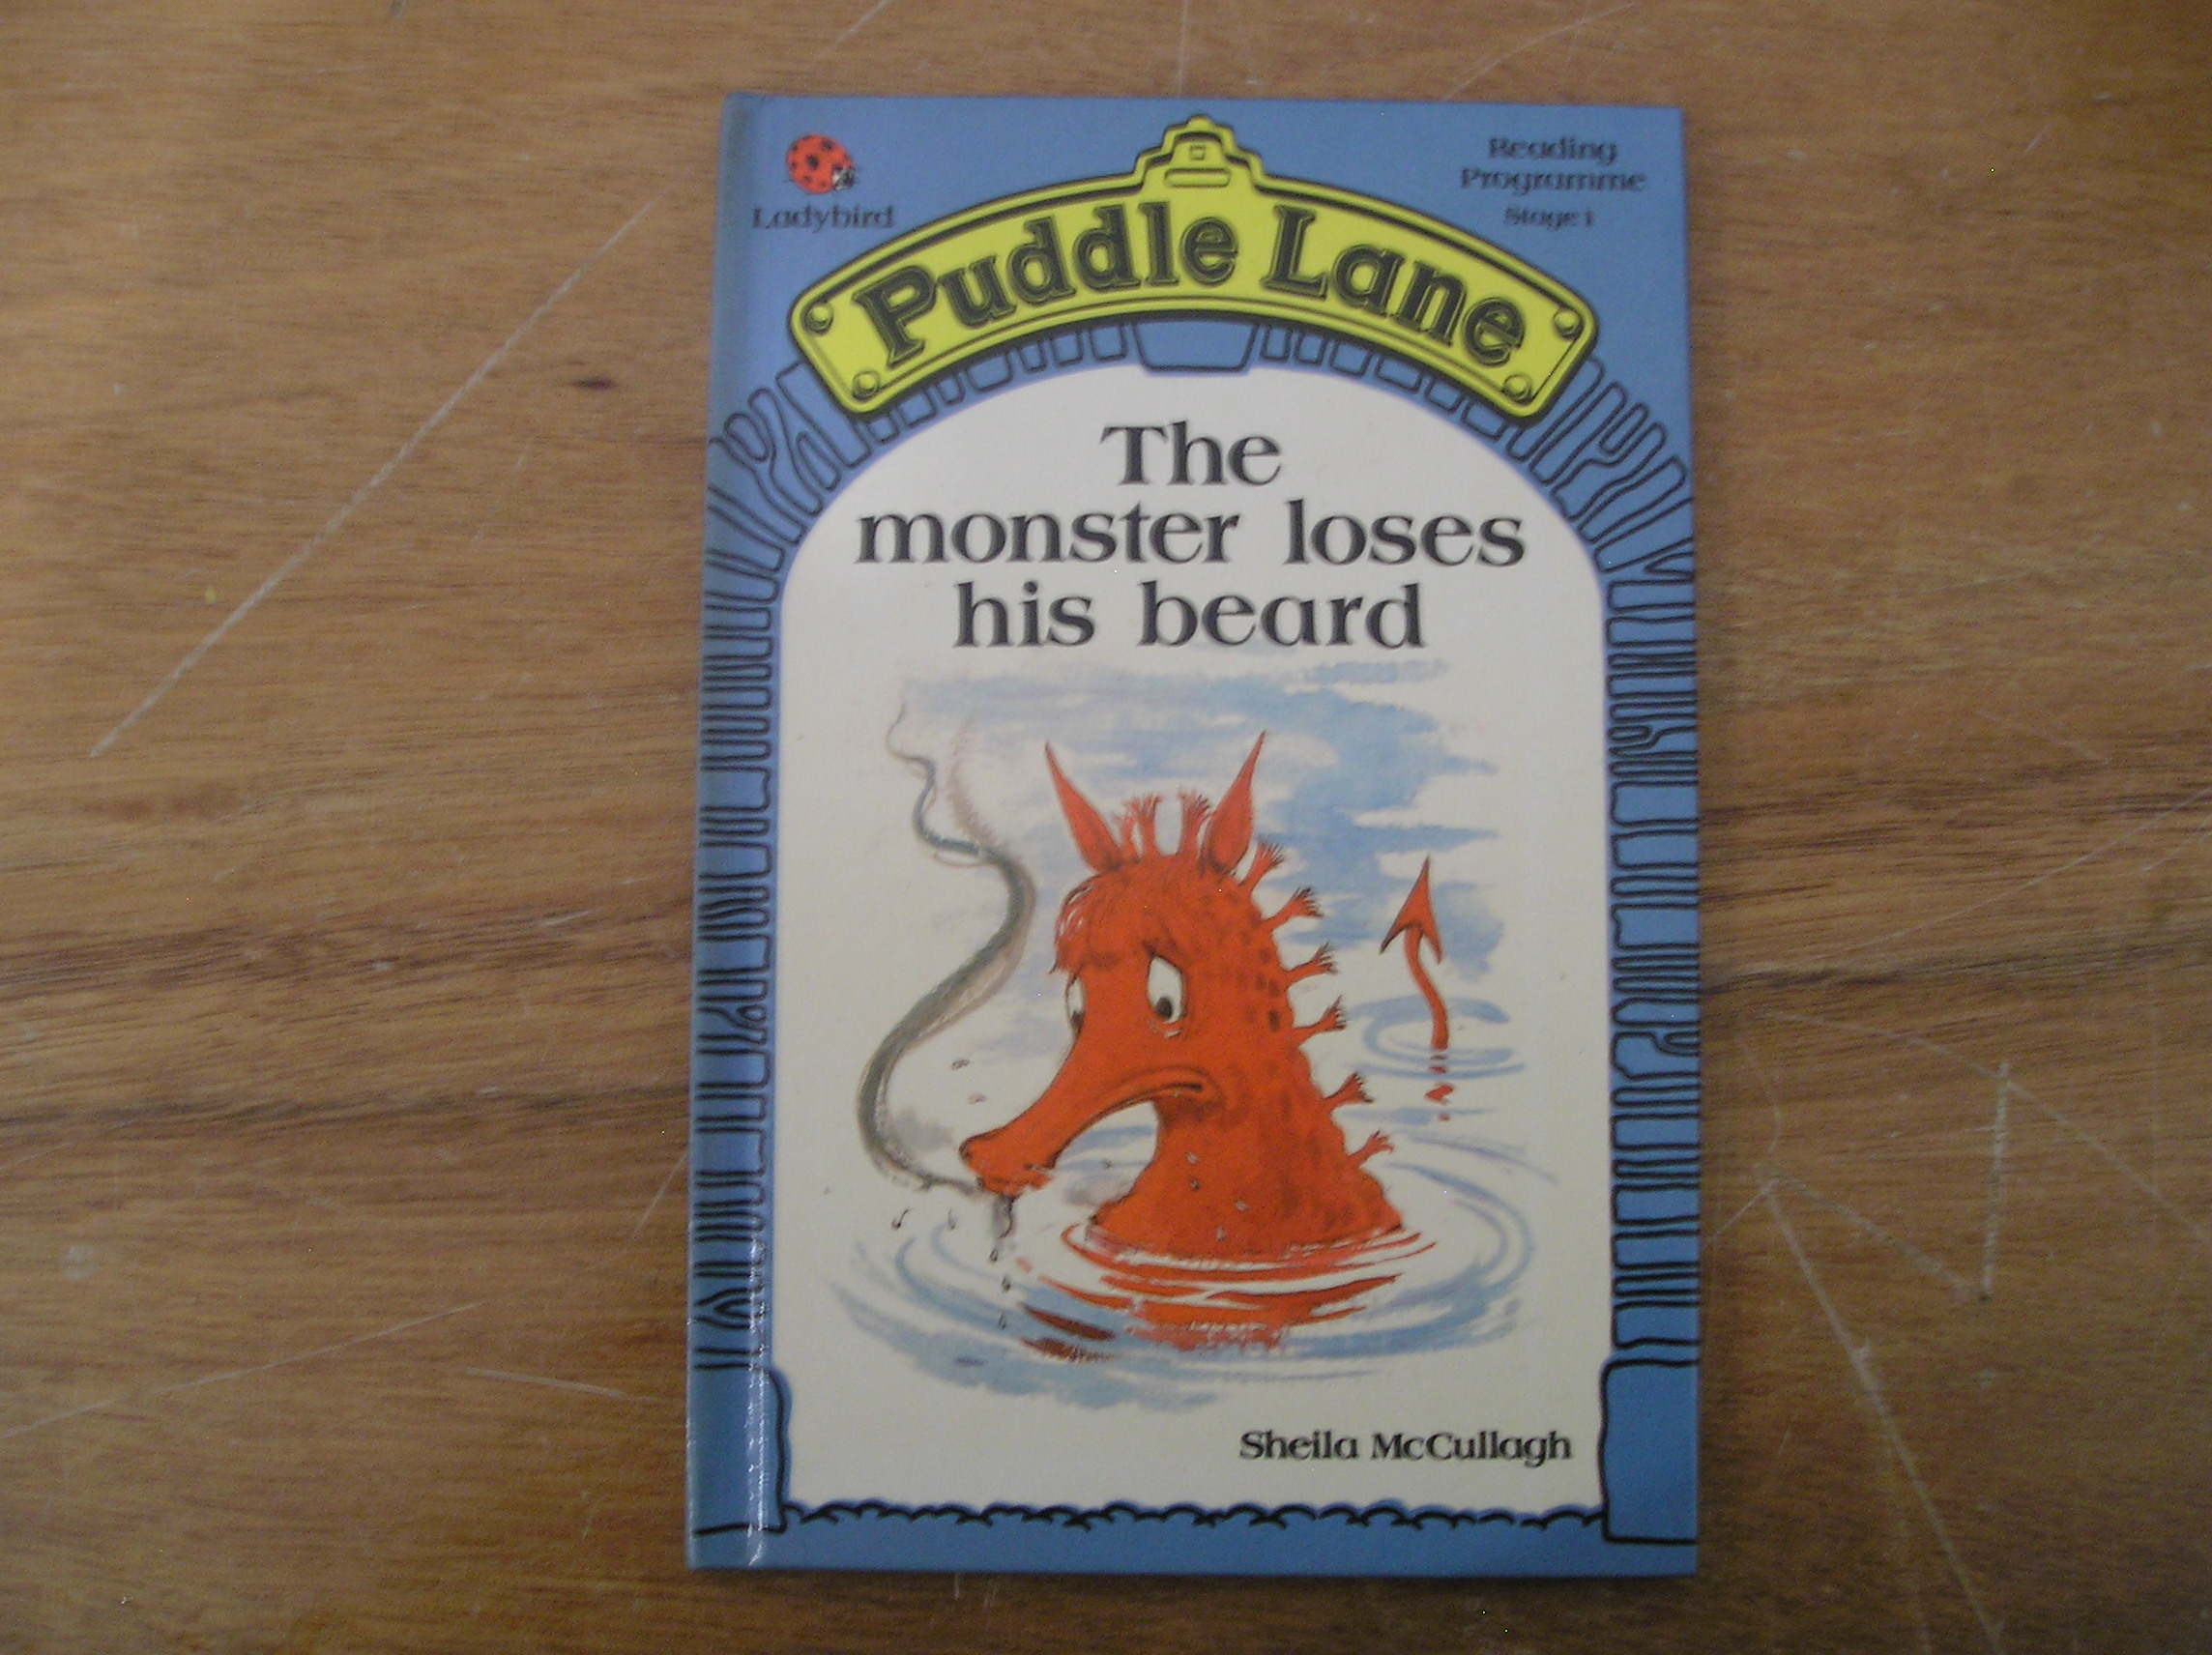 Ladybird
Reading
Programme
Stage 1
Puddle Lane
The
monster loses
his beard
Sheila McCullagh